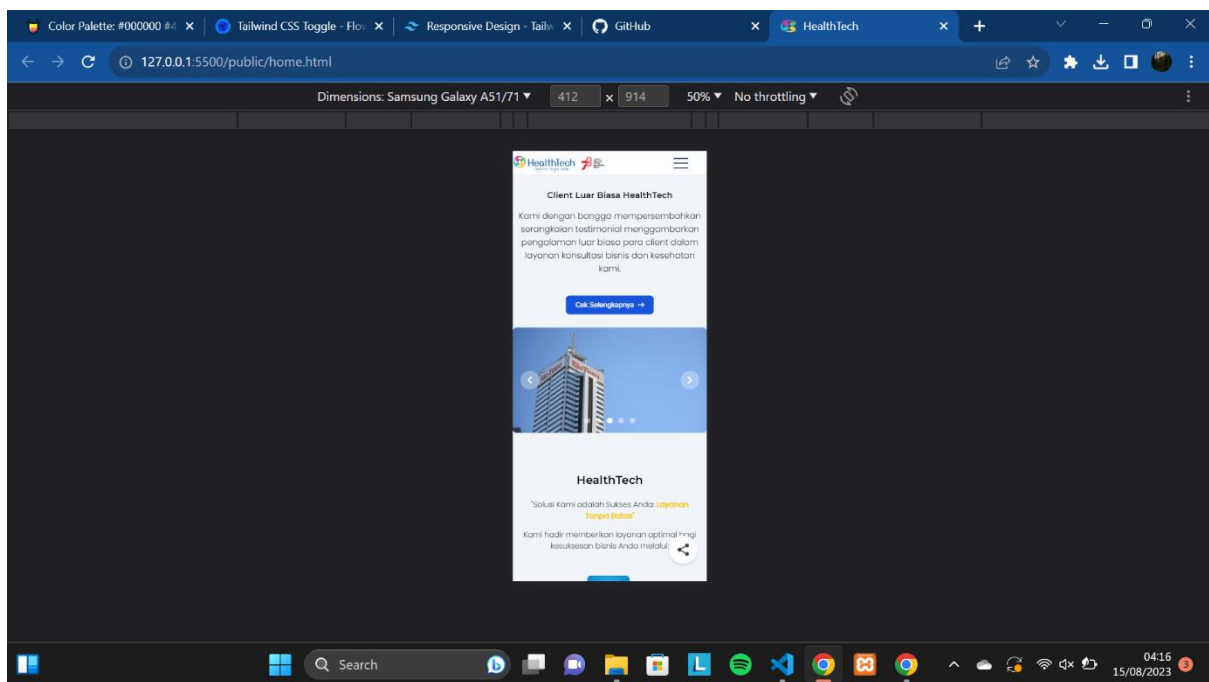 Color Palette: #000000 #4
Tailwind CSS Toggle - Flov
Responsive Design - Tailw
GitHub
HealthTech
127.0.0.1:5500/public/home.html
Dimensions: Samsung Galaxy A51/71
412 x 914
50%
No throttling
HealthTech
Client Luar Biasa HealthTech
Kami dengan bangga mempersembahkan
serangkaian testimonial menggambarkan
pengalaman luar biasa para client dalam
layanan konsultasi bisnis dan kesehatan
kami.
Cek Selengkapnya →
HealthTech
"Solusi Kami adalah Sukses Anda: Layanan
Tanpa Batas"
Kami hadir memberikan layanan optimal bagi
kesuksesan bisnis Anda melalui:
Search
04:16
15/08/2023
3